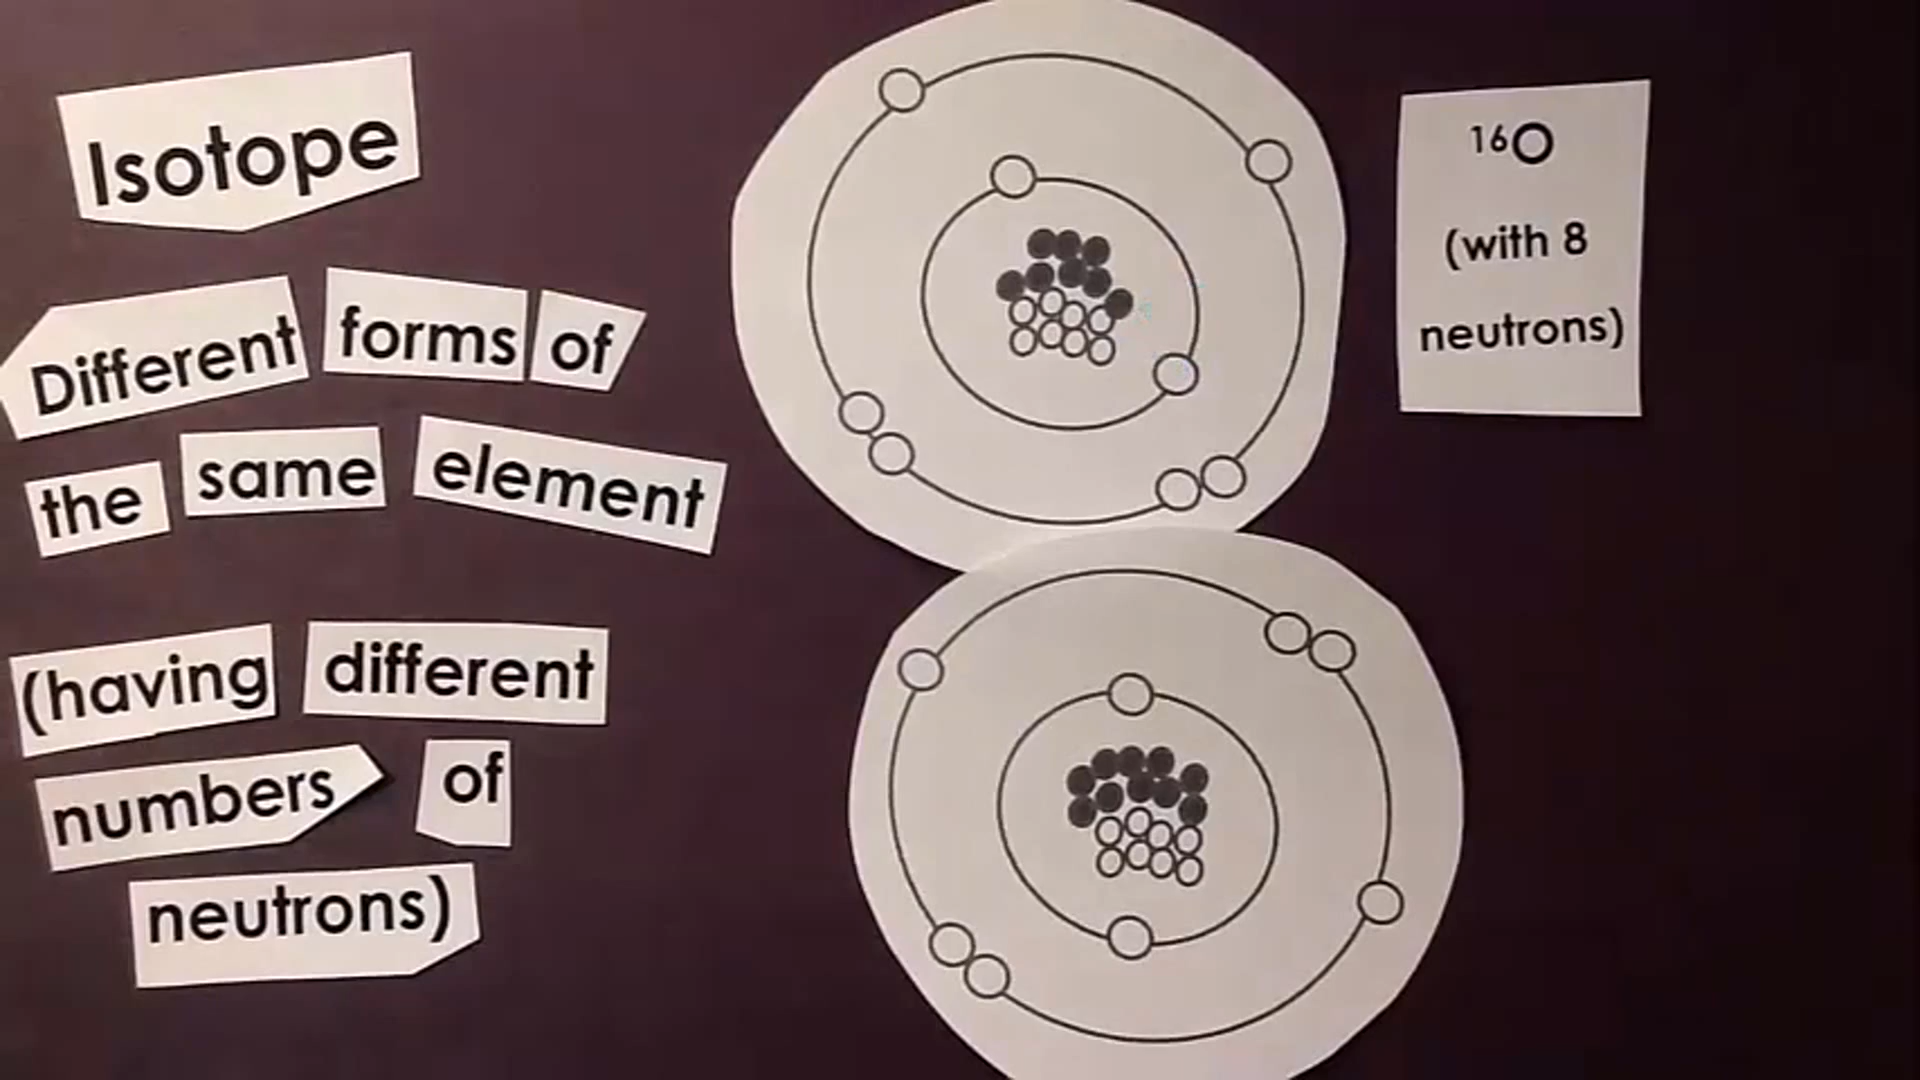 Isotope
Different forms of
the same element
(having different
numbers of
neutrons)
¹⁶O
(with 8
neutrons)